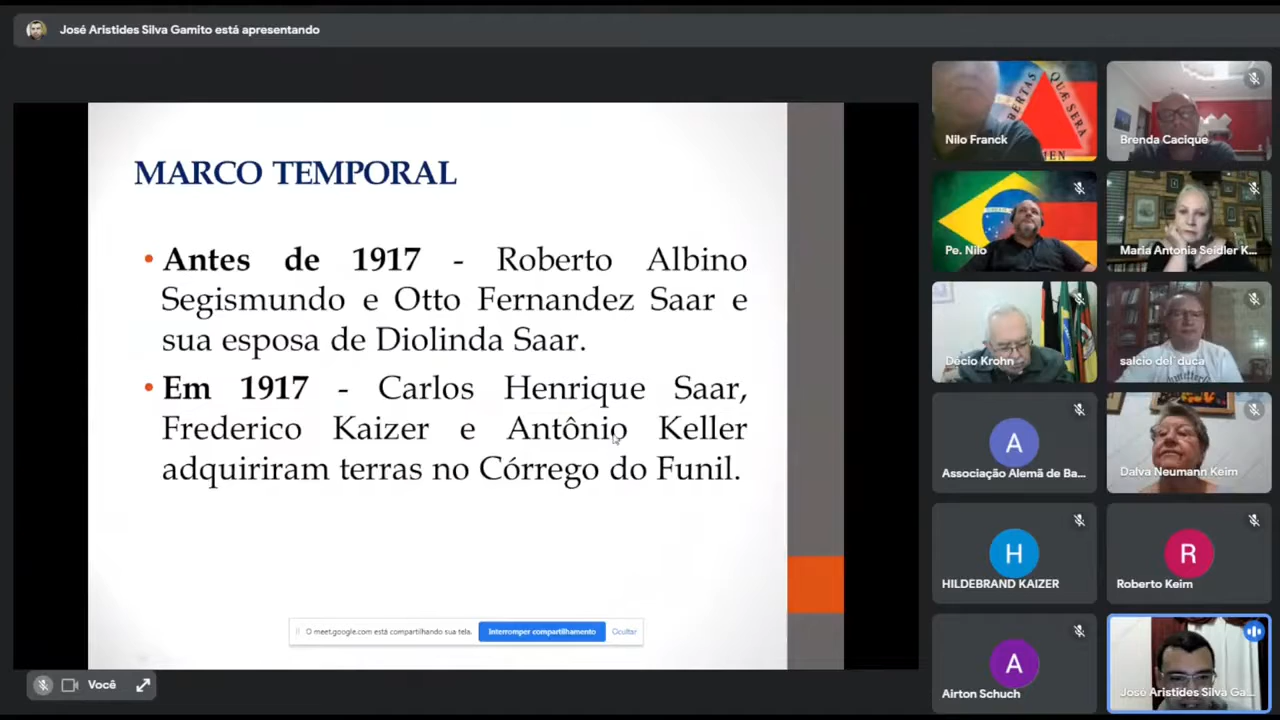 José Aristides Silva Gamito está apresentando
MARCO TEMPORAL
• Antes de 1917 - Roberto Albino
Segismundo e Otto Fernandez Saar e
sua esposa de Diolinda Saar.
• Em 1917 - Carlos Henrique Saar,
Frederico Kaizer e Antônio Keller
adquiriram terras no Córrego do Funil.
O meet.google.com está compartilhando sua tela.
Interromper compartilhamento
Ocultar
Você
BERTAS QUÆ SERA
Nilo Franck
MEN
Brenda Cacique
Pe. Nilo
Maria Antonia Seidler K...
Décio Krohn
salcio del´duca
A
Associação Alemã de Ba...
Dalva Neumann Keim
H
HILDEBRAND KAIZER
R
Roberto Keim
A
Airton Schuch
José Aristides Silva Ga...